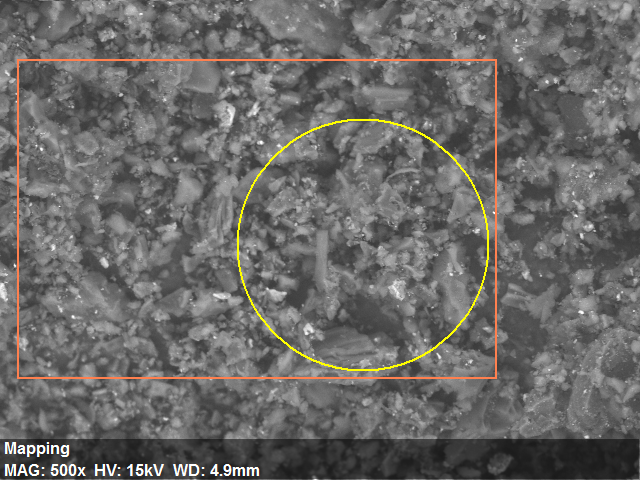 Mapping
MAG: 500x HV: 15kV WD: 4.9mm